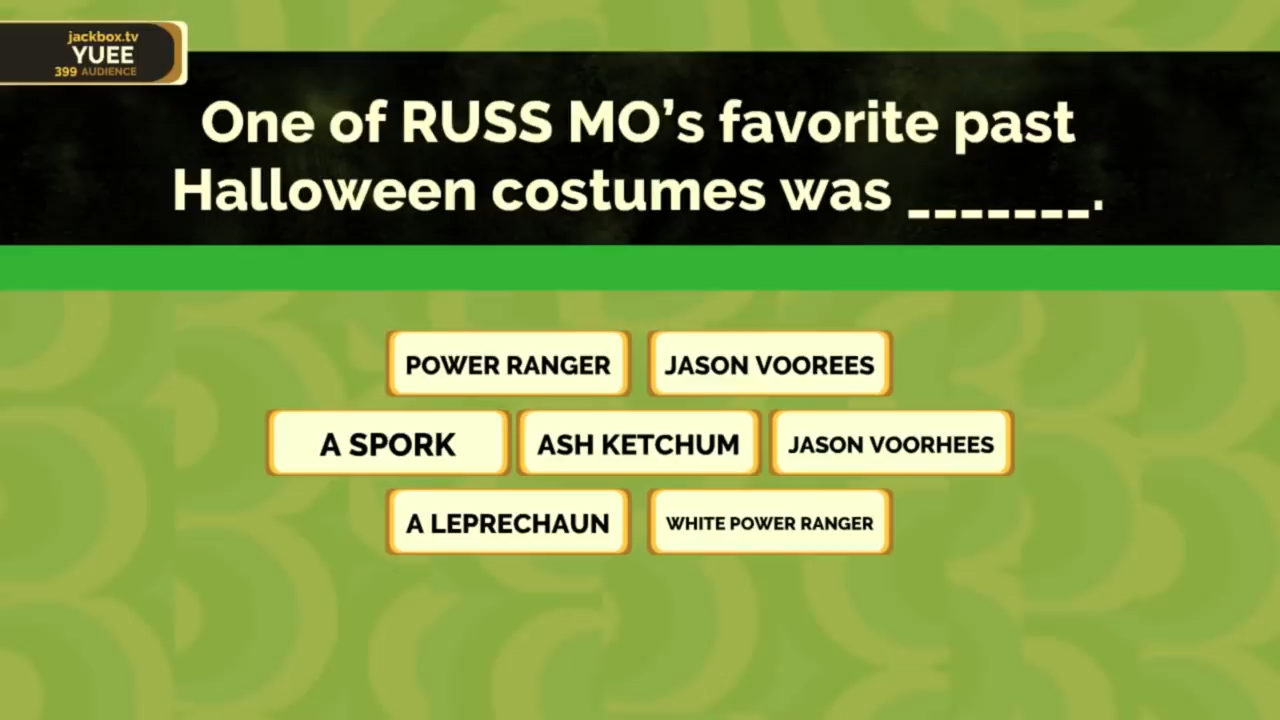 jackbox.tv
YUEE
399 AUDIENCE
One of RUSS MO’s favorite past
Halloween costumes was _______.
POWER RANGER
JASON VOOREES
A SPORK
ASH KETCHUM
JASON VOORHEES
A LEPRECHAUN
WHITE POWER RANGER